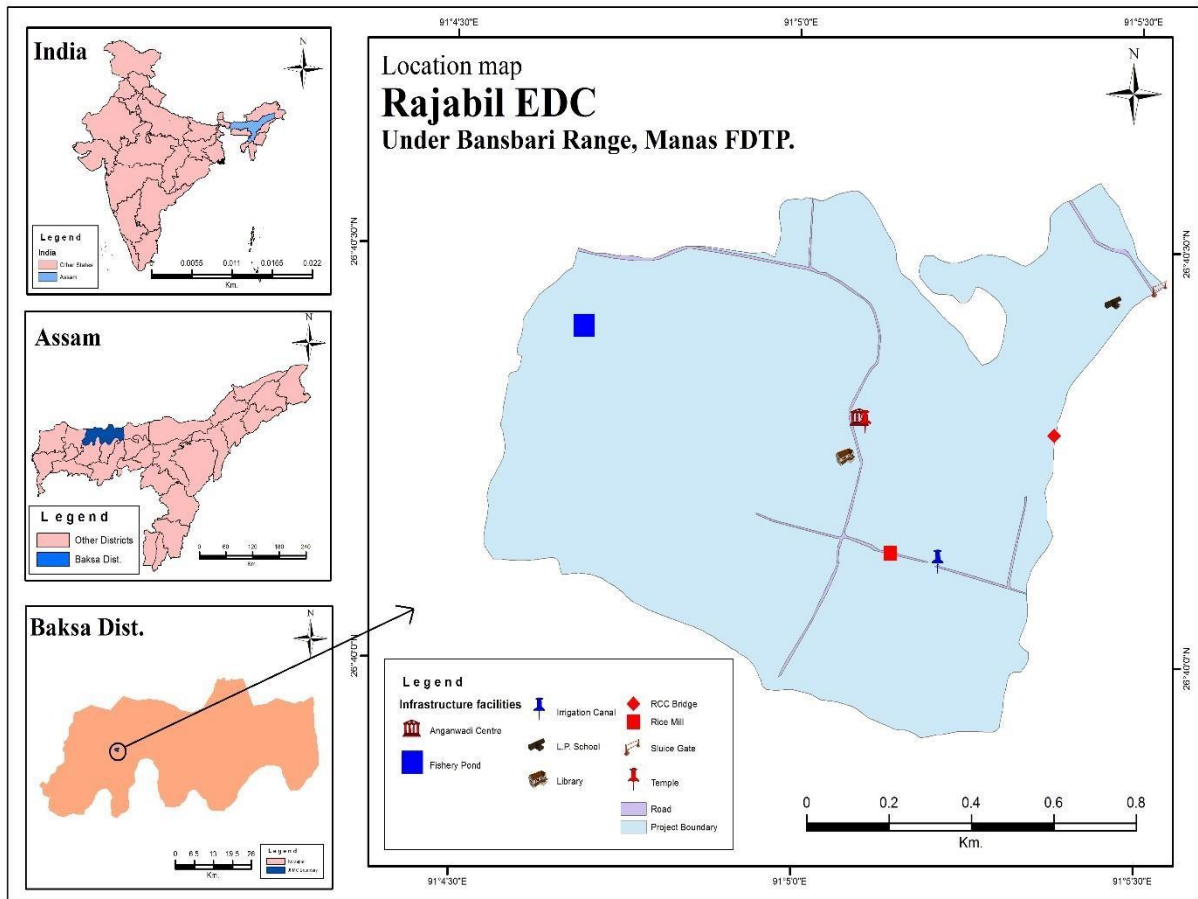 India
N
Legend
India
Other States
Assam
0 0.0055 0.011 0.0165 0.022
Km.
Assam
N
Legend
Other Districts
Baksa Dist.
0 60 120 180 240
Km.
Baksa Dist.
N
0 6.5 13 19.5 26
Km.
Legend
91°4'30"E 91°5'0"E 91°5'30"E
26°40'30"N
26°40'0"N
Location map
Rajabil EDC
Under Bansbari Range, Manas FDTP.
N
Legend
Infrastructure facilities
Anganwadi Centre
Fishery Pond
Irrigation Canal
L.P. School
Library
RCC Bridge
Rice Mill
Sluice Gate
Temple
Road
Project Boundary
0 0.2 0.4 0.6 0.8
Km.
26°40'30"N
26°40'0"N
91°4'30"E 91°5'0"E 91°5'30"E